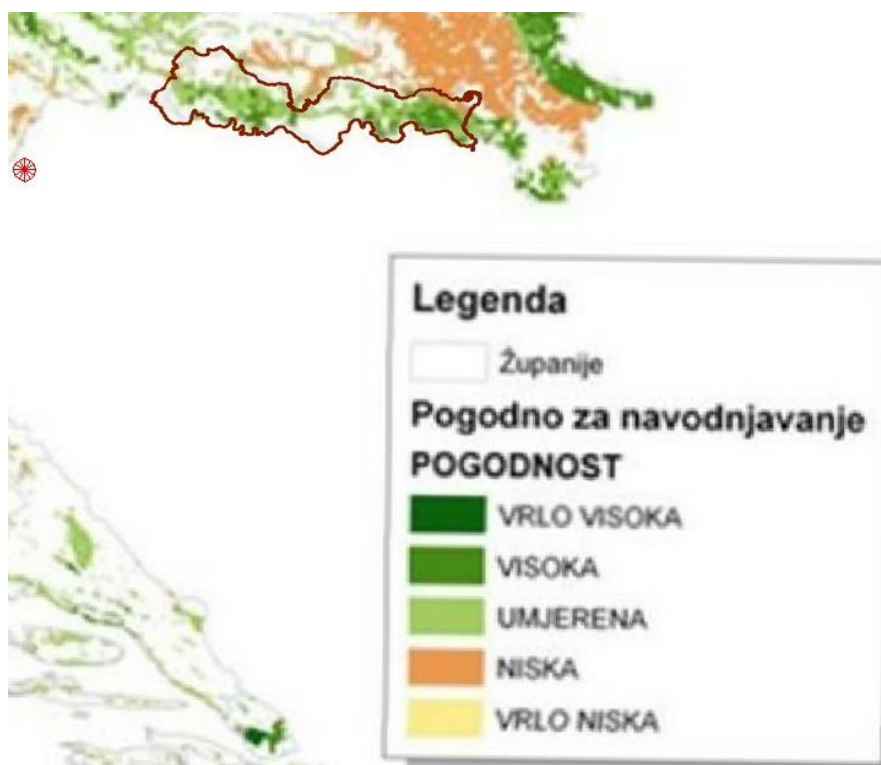 Legenda
Županije
Pogodno za navodnjavanje
POGODNOST
VRLO VISOKA
VISOKA
UMJERENA
NISKA
VRLO NISKA